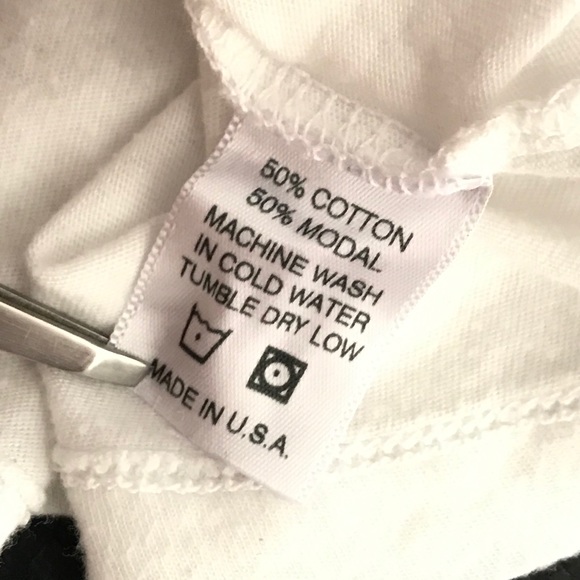 50% COTTON
50% MODAL
MACHINE WASH
IN COLD WATER
TUMBLE DRY LOW
MADE IN U.S.A.